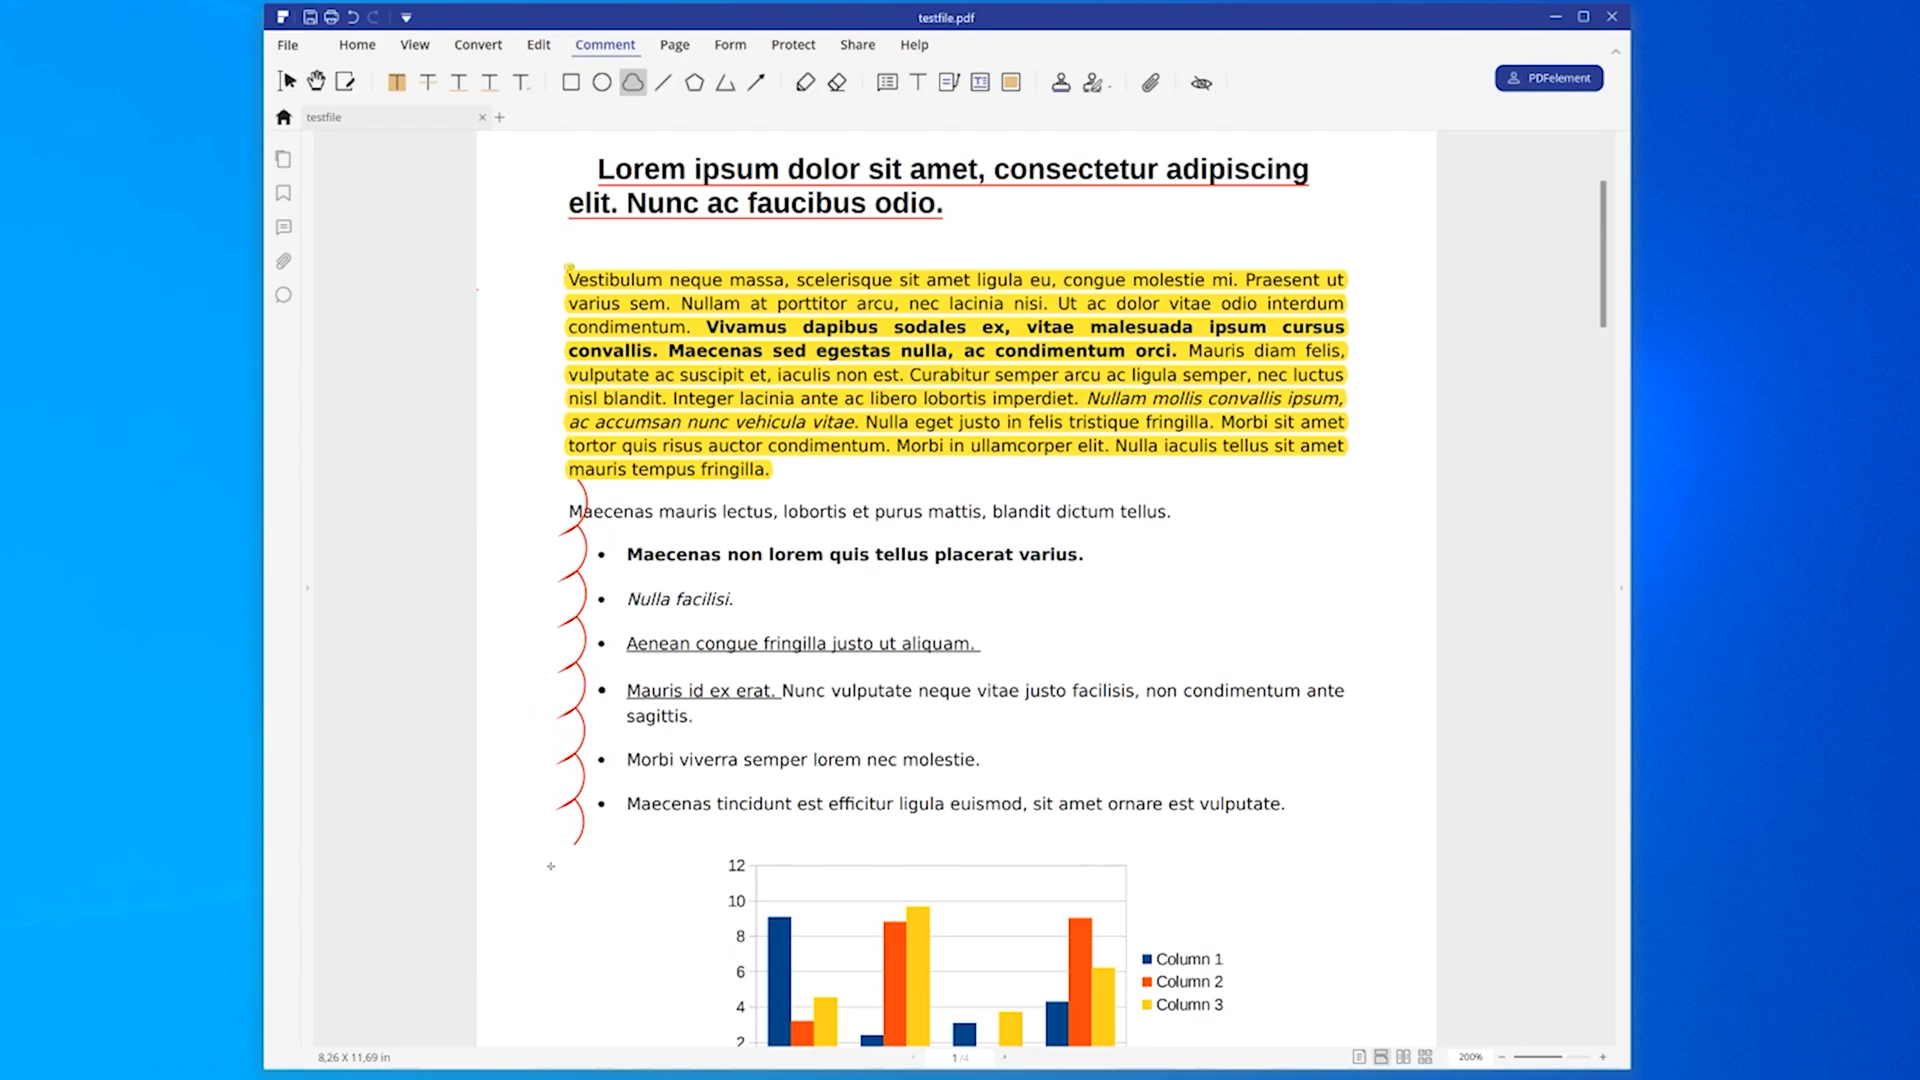 testfile.pdf
File Home View Convert Edit Comment Page Form Protect Share Help
PDFelement
testfile
Lorem ipsum dolor sit amet, consectetur adipiscing
elit. Nunc ac faucibus odio.
Vestibulum neque massa, scelerisque sit amet ligula eu, congue molestie mi. Praesent ut
varius sem. Nullam at porttitor arcu, nec lacinia nisi. Ut ac dolor vitae odio interdum
condimentum. Vivamus dapibus sodales ex, vitae malesuada ipsum cursus
convallis. Maecenas sed egestas nulla, ac condimentum orci. Mauris diam felis,
vulputate ac suscipit et, iaculis non est. Curabitur semper arcu ac ligula semper, nec luctus
nisl blandit. Integer lacinia ante ac libero lobortis imperdiet. Nullam mollis convallis ipsum,
ac accumsan nunc vehicula vitae. Nulla eget justo in felis tristique fringilla. Morbi sit amet
tortor quis risus auctor condimentum. Morbi in ullamcorper elit. Nulla iaculis tellus sit amet
mauris tempus fringilla.
Maecenas mauris lectus, lobortis et purus mattis, blandit dictum tellus.
• Maecenas non lorem quis tellus placerat varius.
• Nulla facilisi.
• Aenean congue fringilla justo ut aliquam.
• Mauris id ex erat. Nunc vulputate neque vitae justo facilisis, non condimentum ante
sagittis.
• Morbi viverra semper lorem nec molestie.
• Maecenas tincidunt est efficitur ligula euismod, sit amet ornare est vulputate.
12
10
8
6
4
2
Column 1
Column 2
Column 3
8,26 X 11,69 in
1 /4
200%